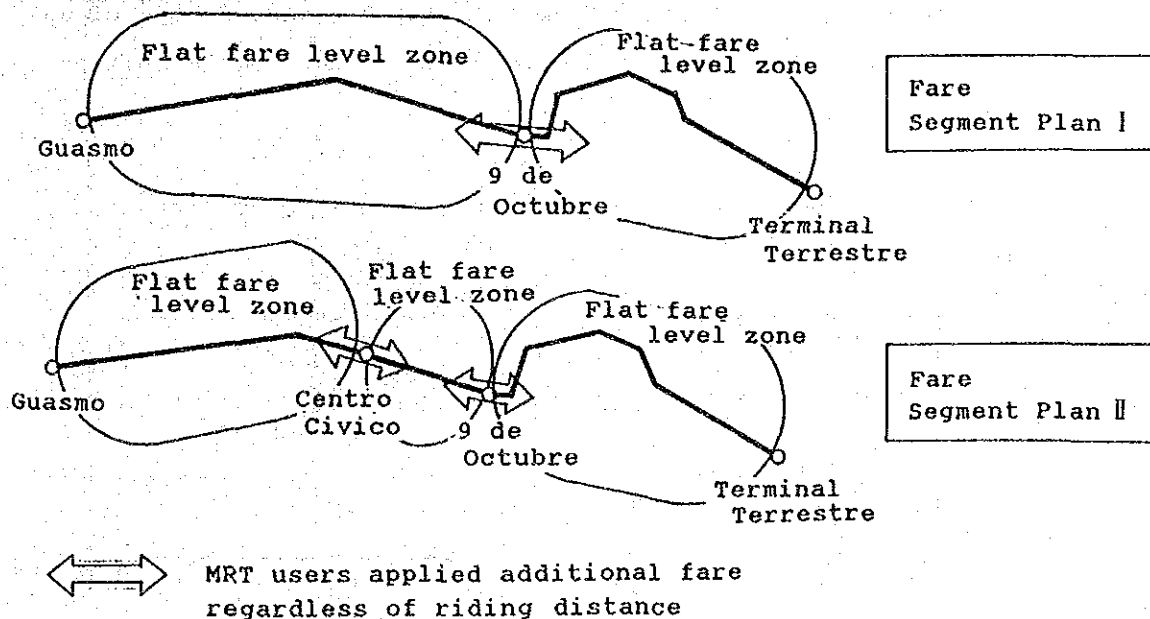 Flat fare level zone
Flat-fare
level zone
Fare
Segment Plan I
Guasmo
9 de
Octubre
Terminal
Terrestre
Flat fare
level zone
Flat fare
level zone
Flat fare
level zone
Fare
Segment Plan II
Guasmo
Centro
Civico
9 de
Octubre
Terminal
Terrestre
MRT users applied additional fare
regardless of riding distance